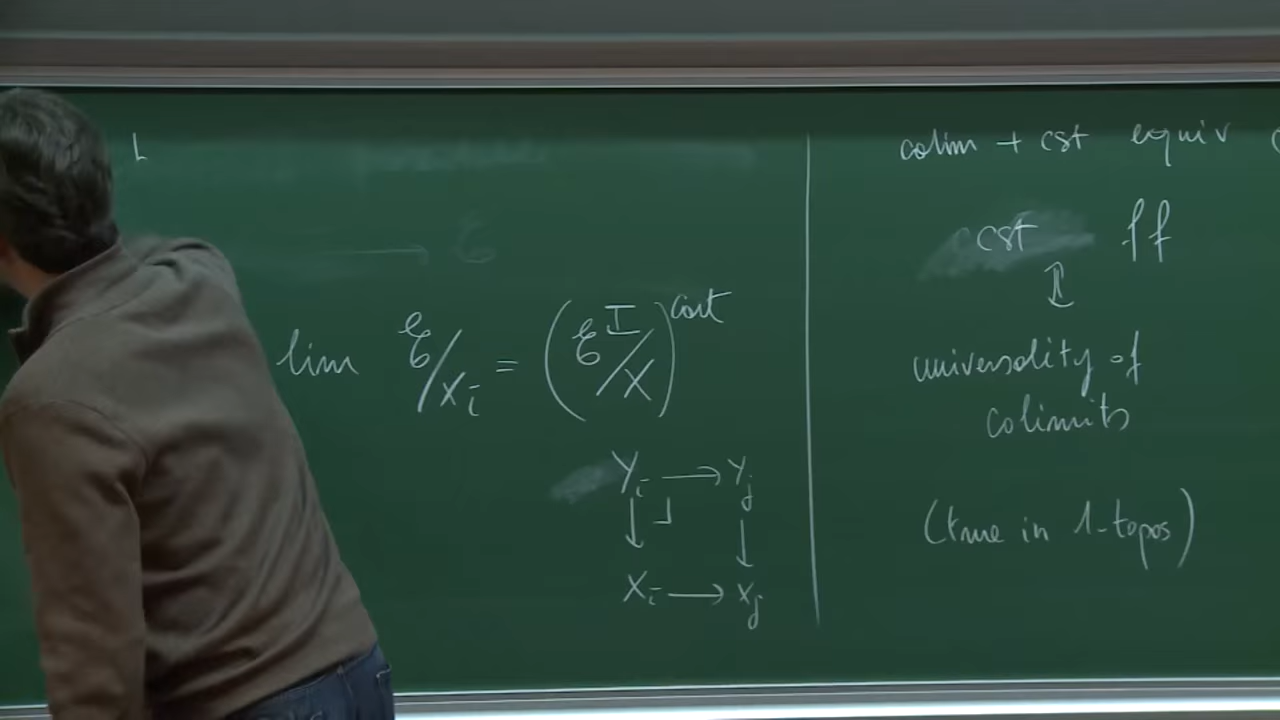 lim ℰ/X_i = (ℰ^I/X)^cart
Y_i → Y_j
↓ ⌟ ↓
X_i → X_j
colim + cst equiv
cst ff
↕
universality of
colimits
(true in 1-topos)